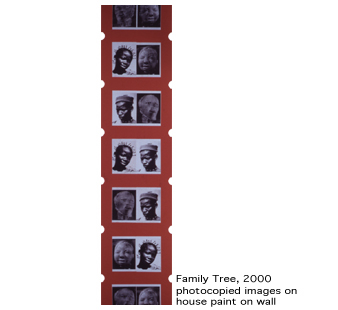 Family Tree, 2000
photocopied images on
house paint on wall